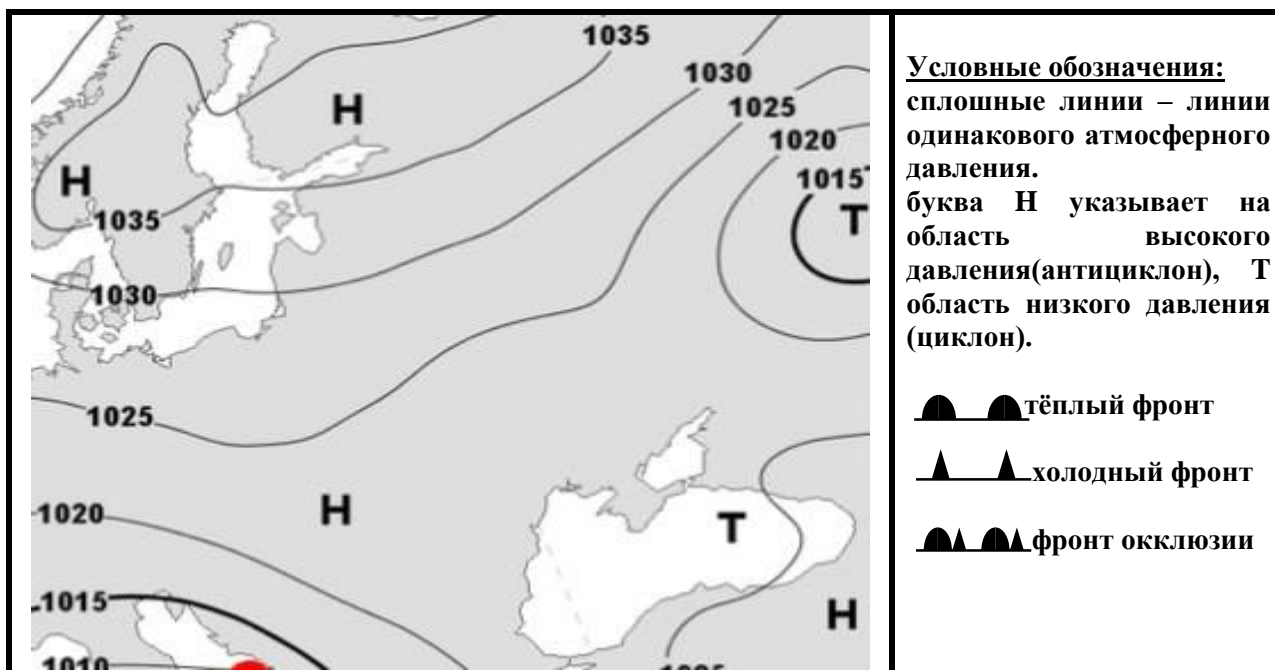 1035
1030
H
1025
1020
H
1015
T
1035
1030
1025
H
1020
T
1015
H
1010
Условные обозначения:
сплошные линии – линии
одинакового атмосферного
давления.
буква Н указывает на
область высокого
давления(антициклон), Т
область низкого давления
(циклон).
тёплый фронт
холодный фронт
фронт окклюзии